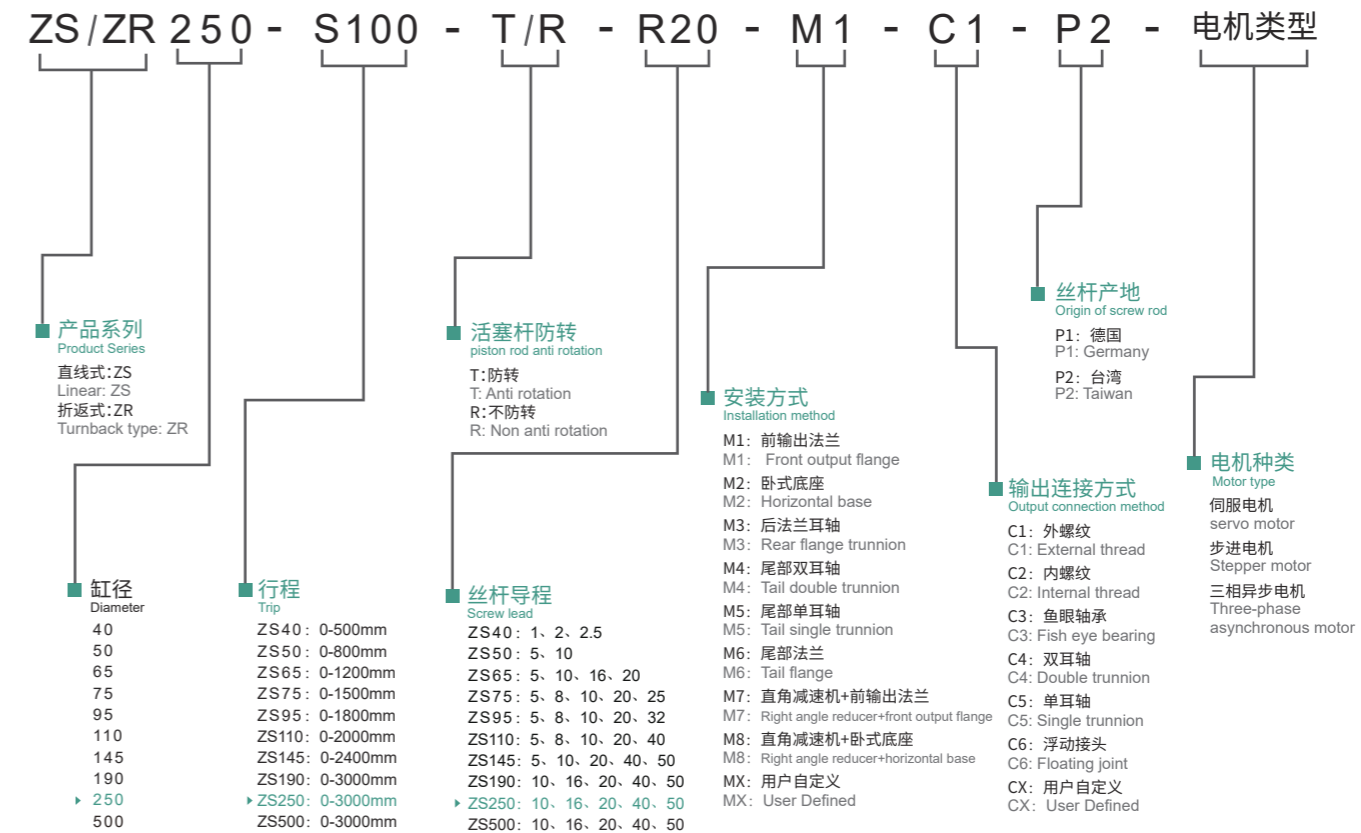 ZS/ZR 250 - S100 - T/R - R20 - M1 - C1 - P2 - 电机类型
产品系列
Product Series
直线式:ZS
Linear: ZS
折返式:ZR
Turnback type: ZR
缸径
Diameter
40
50
65
75
95
110
145
190
250
500
行程
Trip
ZS40: 0-500mm
ZS50: 0-800mm
ZS65: 0-1200mm
ZS75: 0-1500mm
ZS95: 0-1800mm
ZS110: 0-2000mm
ZS145: 0-2400mm
ZS190: 0-3000mm
ZS250: 0-3000mm
ZS500: 0-3000mm
活塞杆防转
piston rod anti rotation
T:防转
T: Anti rotation
R:不防转
R: Non anti rotation
丝杆导程
Screw lead
ZS40: 1、2、2.5
ZS50: 5、10
ZS65: 5、10、16、20
ZS75: 5、8、10、20、25
ZS95: 5、8、10、20、32
ZS110: 5、8、10、20、40
ZS145: 5、10、20、40、50
ZS190: 10、16、20、40、50
ZS250: 10、16、20、40、50
ZS500: 10、16、20、40、50
安装方式
Installation method
M1: 前输出法兰
M1: Front output flange
M2: 卧式底座
M2: Horizontal base
M3: 后法兰耳轴
M3: Rear flange trunnion
M4: 尾部双耳轴
M4: Tail double trunnion
M5: 尾部单耳轴
M5: Tail single trunnion
M6: 尾部法兰
M6: Tail flange
M7: 直角减速机+前输出法兰
M7: Right angle reducer+front output flange
M8: 直角减速机+卧式底座
M8: Right angle reducer+horizontal base
MX: 用户自定义
MX: User Defined
输出连接方式
Output connection method
C1: 外螺纹
C1: External thread
C2: 内螺纹
C2: Internal thread
C3: 鱼眼轴承
C3: Fish eye bearing
C4: 双耳轴
C4: Double trunnion
C5: 单耳轴
C5: Single trunnion
C6: 浮动接头
C6: Floating joint
CX: 用户自定义
CX: User Defined
丝杆产地
Origin of screw rod
P1: 德国
P1: Germany
P2: 台湾
P2: Taiwan
电机种类
Motor type
伺服电机
servo motor
步进电机
Stepper motor
三相异步电机
Three-phase
asynchronous motor